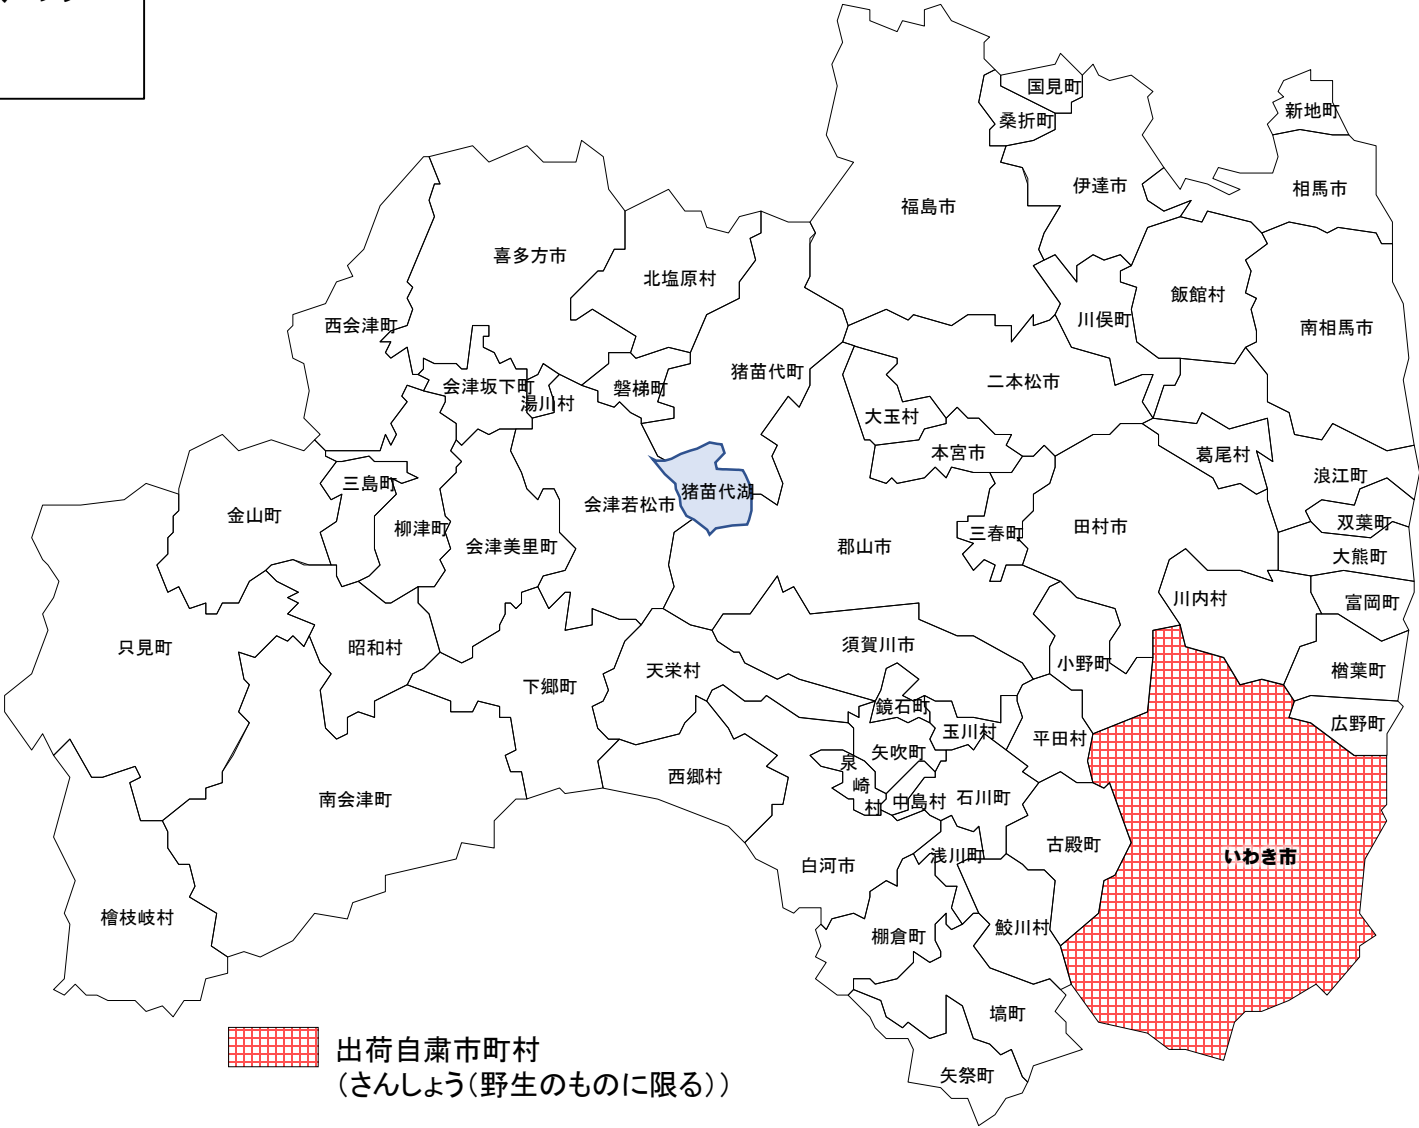 国見町
桑折町
新地町
伊達市
相馬市
福島市
喜多方市
北塩原村
飯館村
西会津町
川俣町
南相馬市
猪苗代町
二本松市
会津坂下町
磐梯町
湯川村
大玉村
本宮市
葛尾村
浪江町
三島町
猪苗代湖
会津若松市
金山町
柳津町
双葉町
田村市
三春町
会津美里町
郡山市
大熊町
川内村
富岡町
只見町
昭和村
須賀川市
小野町
天栄村
楢葉町
下郷町
鏡石町
広野町
玉川村
平田村
矢吹町
泉
崎
村
西郷村
南会津町
中島村
石川町
古殿町
浅川町
いわき市
白河市
檜枝岐村
棚倉町
鮫川村
塙町
矢祭町
出荷自粛市町村
(さんしょう(野生のものに限る))